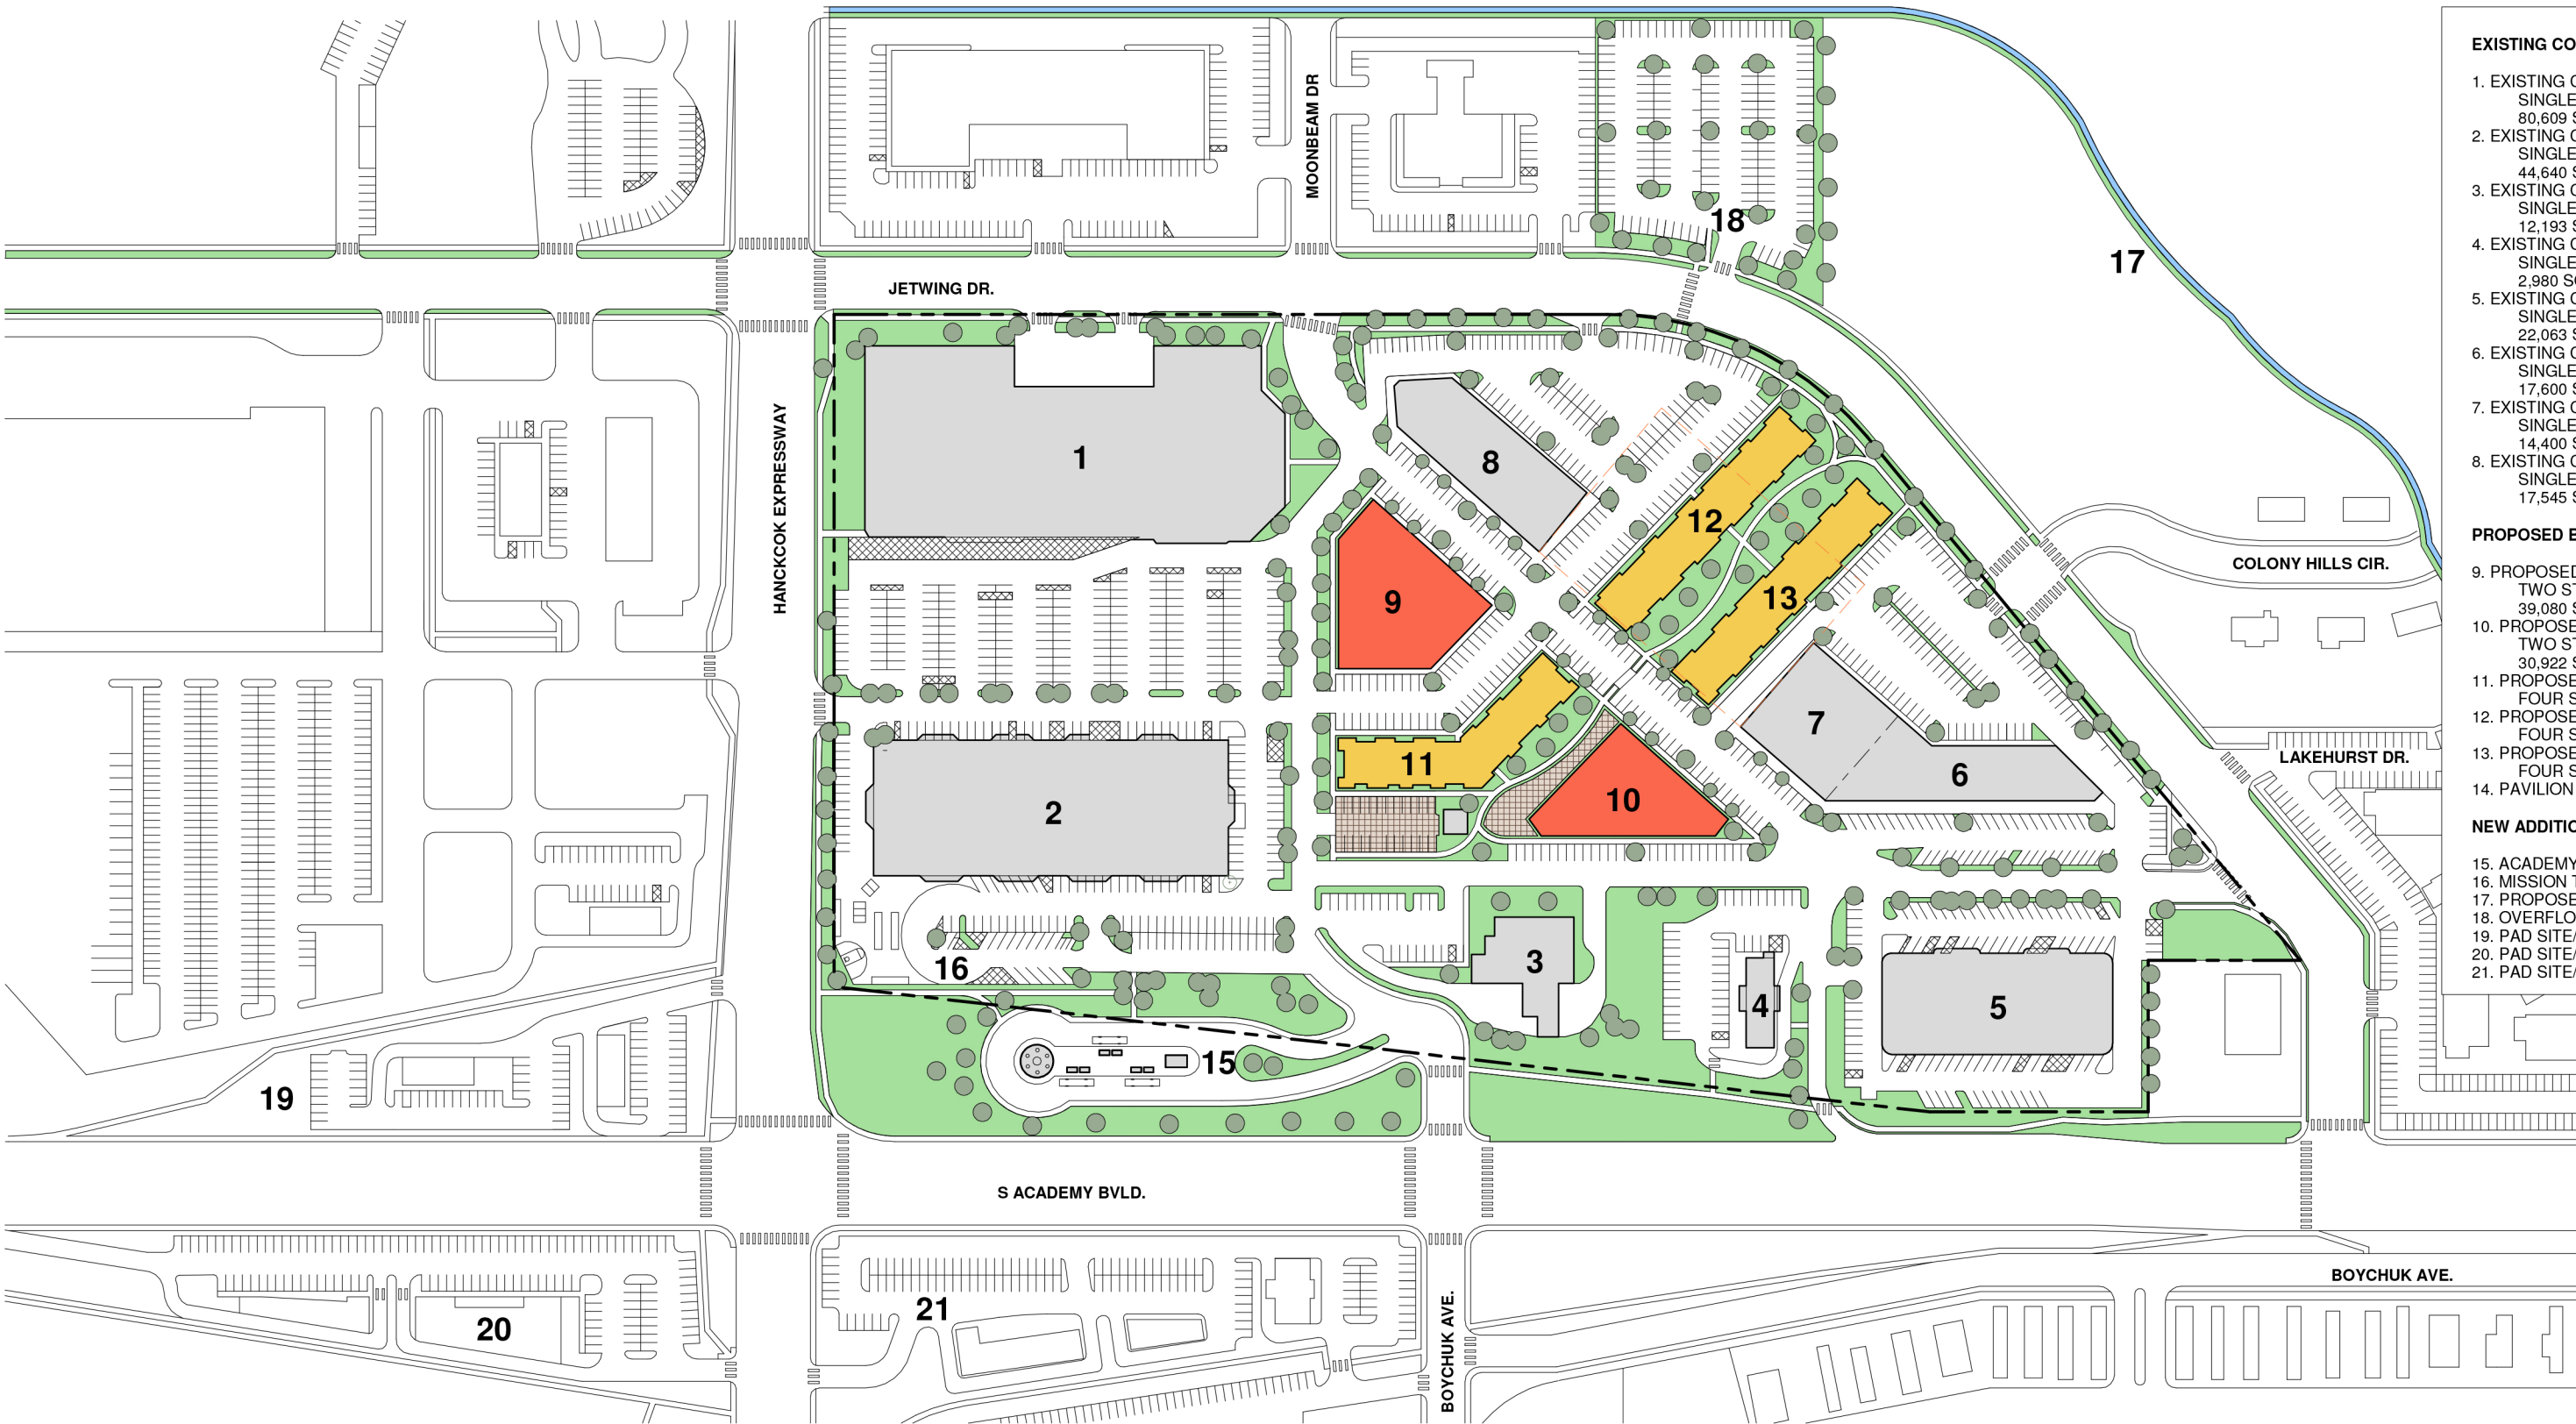 MOONBEAM DR
JETWING DR.
HANCKCOK EXPRESSWAY
COLONY HILLS CIR.
LAKEHURST DR.
S ACADEMY BVLD.
BOYCHUK AVE.
BOYCHUK AVE.
1
2
3
4
5
6
7
8
9
10
11
12
13
15
16
17
18
19
20
21
EXISTING CO
1. EXISTING C
SINGLE
80,609 S
2. EXISTING C
SINGLE
44,640 S
3. EXISTING C
SINGLE
12,193 S
4. EXISTING C
SINGLE
2,980 S
5. EXISTING C
SINGLE
22,063 S
6. EXISTING C
SINGLE
17,600 S
7. EXISTING C
SINGLE
14,400 S
8. EXISTING C
SINGLE
17,545 S
PROPOSED
9. PROPOSED
TWO ST
39,080 S
10. PROPOSE
TWO ST
30,922 S
11. PROPOSE
FOUR S
12. PROPOSE
FOUR S
13. PROPOSE
FOUR S
14. PAVILION
NEW ADDITIO
15. ACADEMY
16. MISSION T
17. PROPOSE
18. OVERFLO
19. PAD SITE/
20. PAD SITE/
21. PAD SITE/